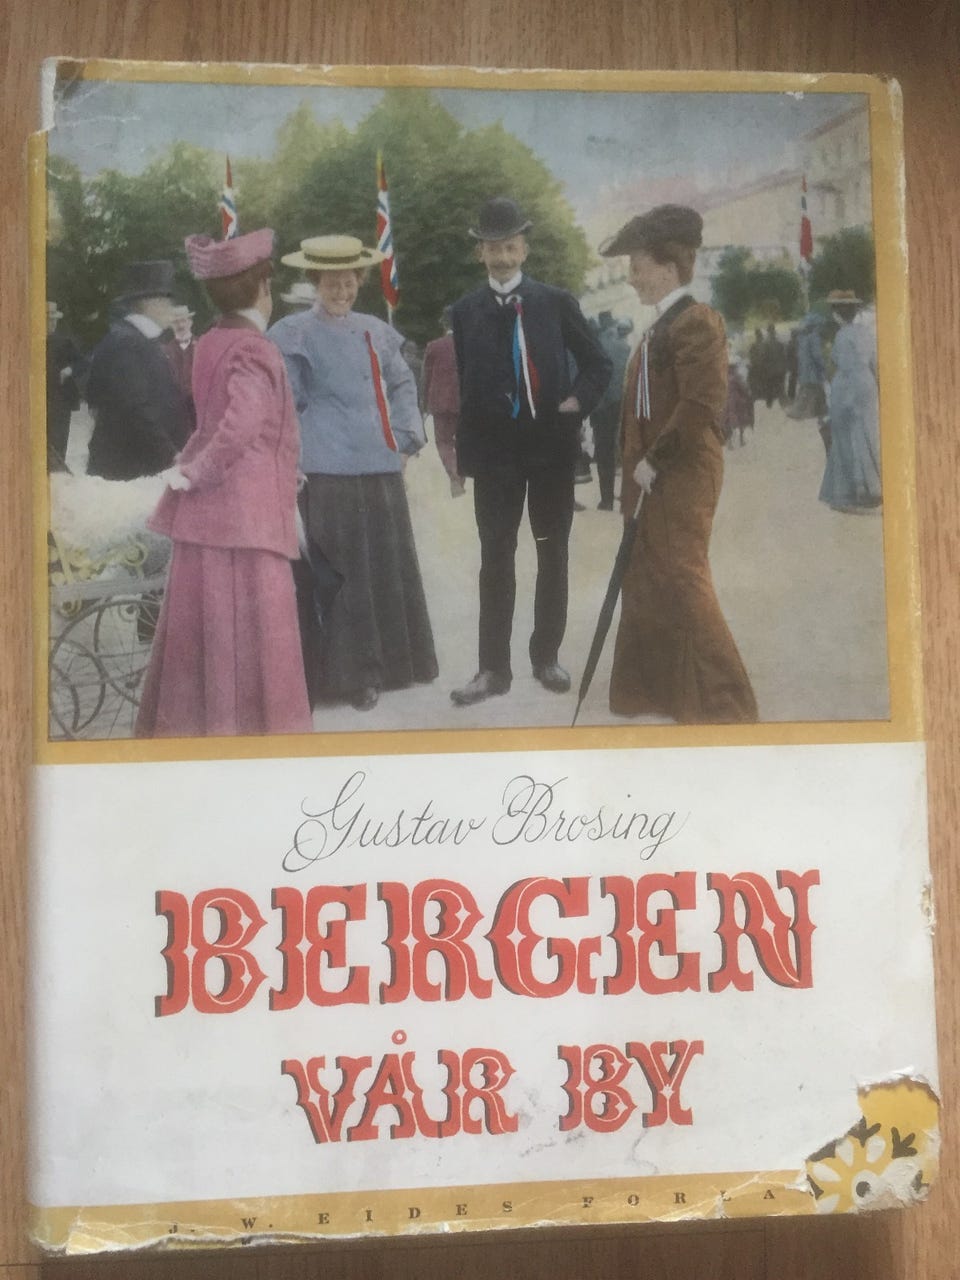 Gustav Brosing
BERGEN
VÅR BY
J. W. EIDES FORLA